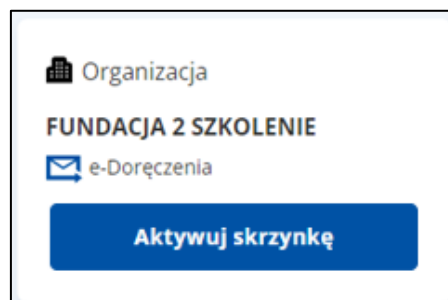 Organizacja
FUNDACJA 2 SZKOLENIE
e-Doręczenia
Aktywuj skrzynkę